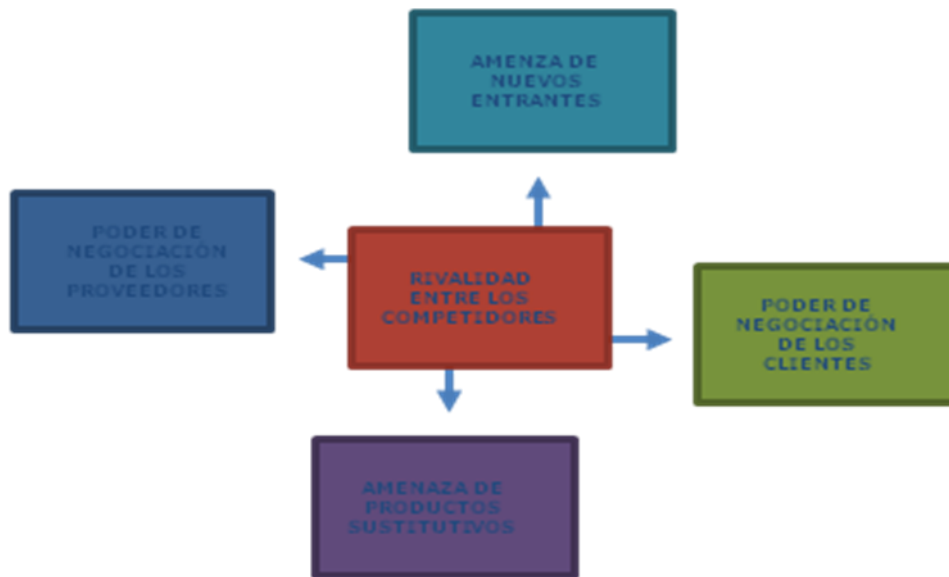 AMENZA DE
NUEVOS
ENTRANTES
PODER DE
NEGOCIACIÓN
DE LOS
PROVEEDORES
RIVALIDAD
ENTRE LOS
COMPETIDORES
PODER DE
NEGOCIACIÓN
DE LOS
CLIENTES
AMENAZA DE
PRODUCTOS
SUSTITUTIVOS